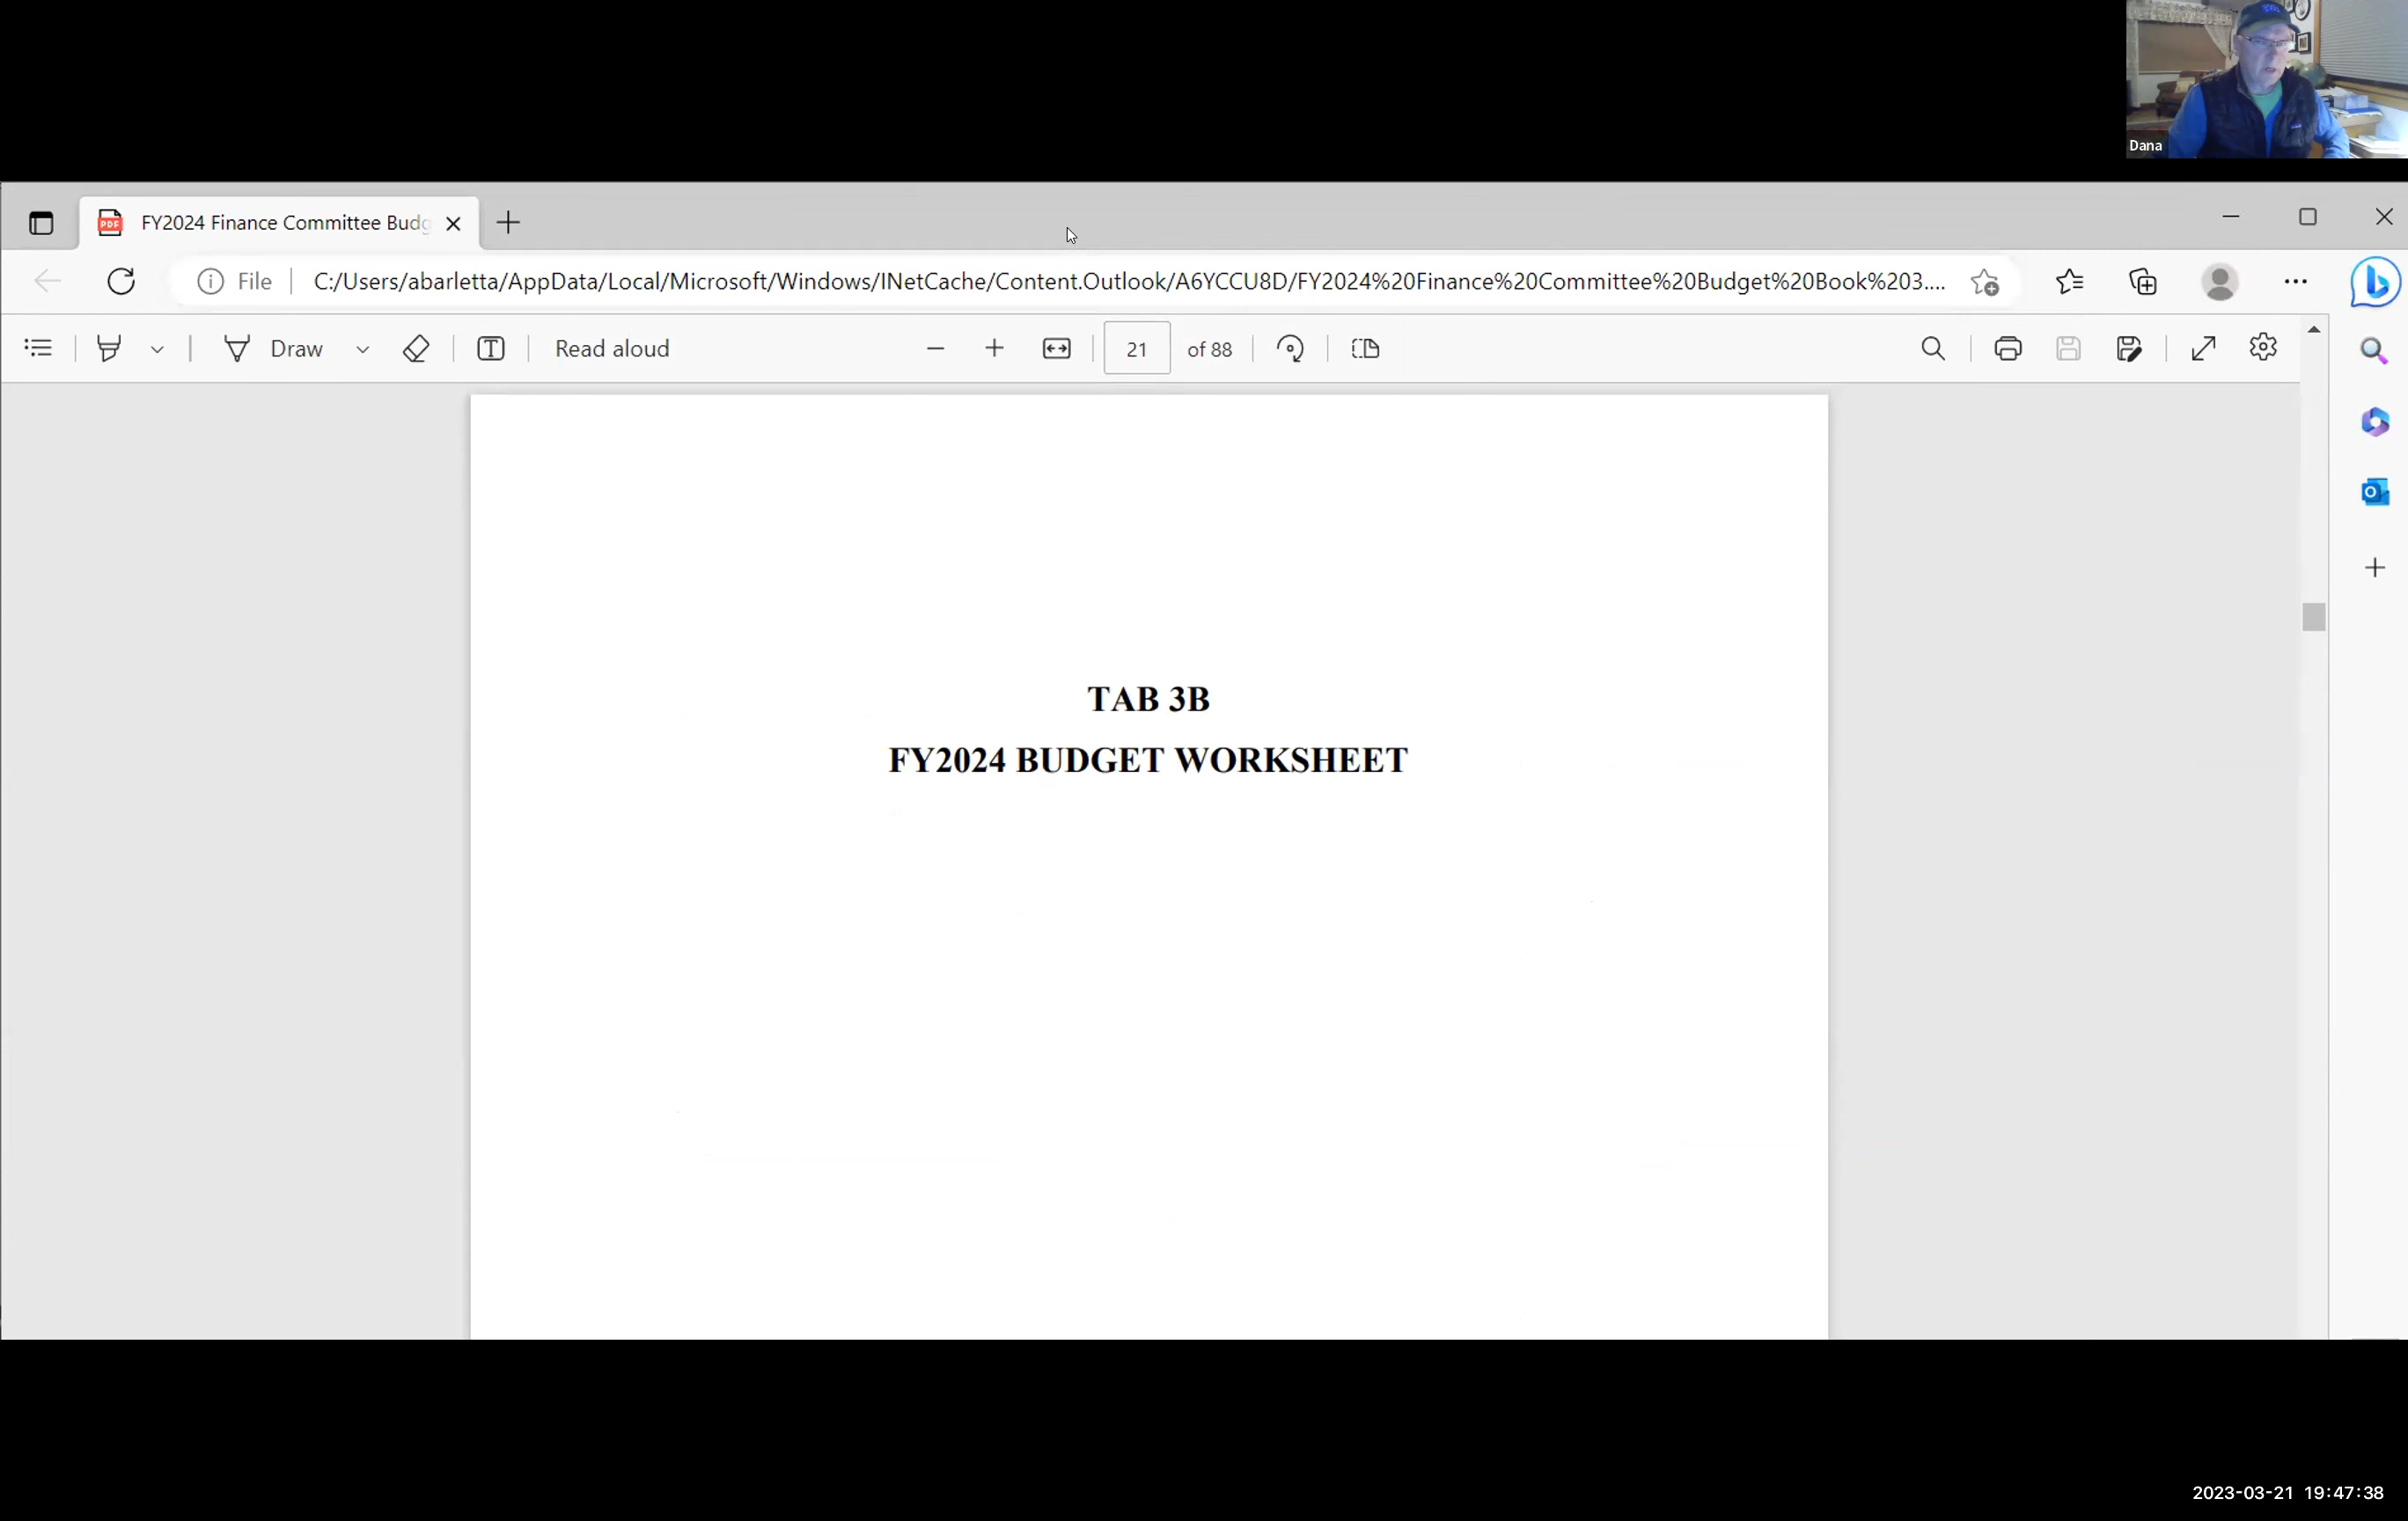 Dana
FY2024 Finance Committee Budg
File
C:/Users/abarletta/AppData/Local/Microsoft/Windows/INetCache/Content.Outlook/A6YCCU8D/FY2024%20Finance%20Committee%20Budget%20Book%203....
Draw
Read aloud
21
of 88
TAB 3B
FY2024 BUDGET WORKSHEET
2023-03-21 19:47:38